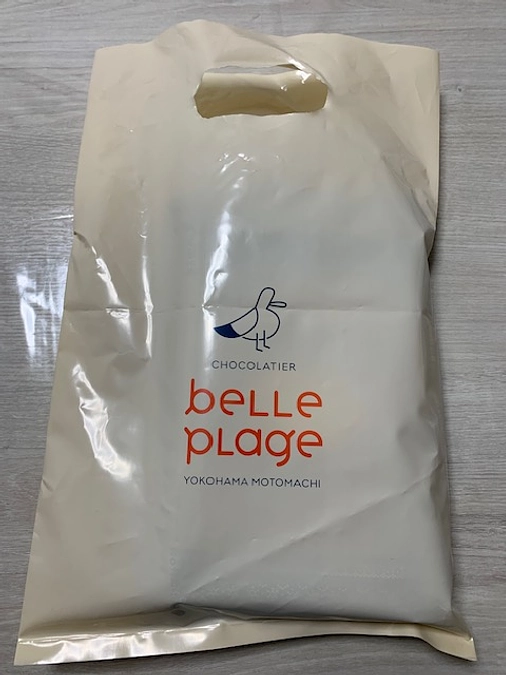 CHOCOLATIER
beLLe
pLage
YOKOHAMA MOTOMACHI